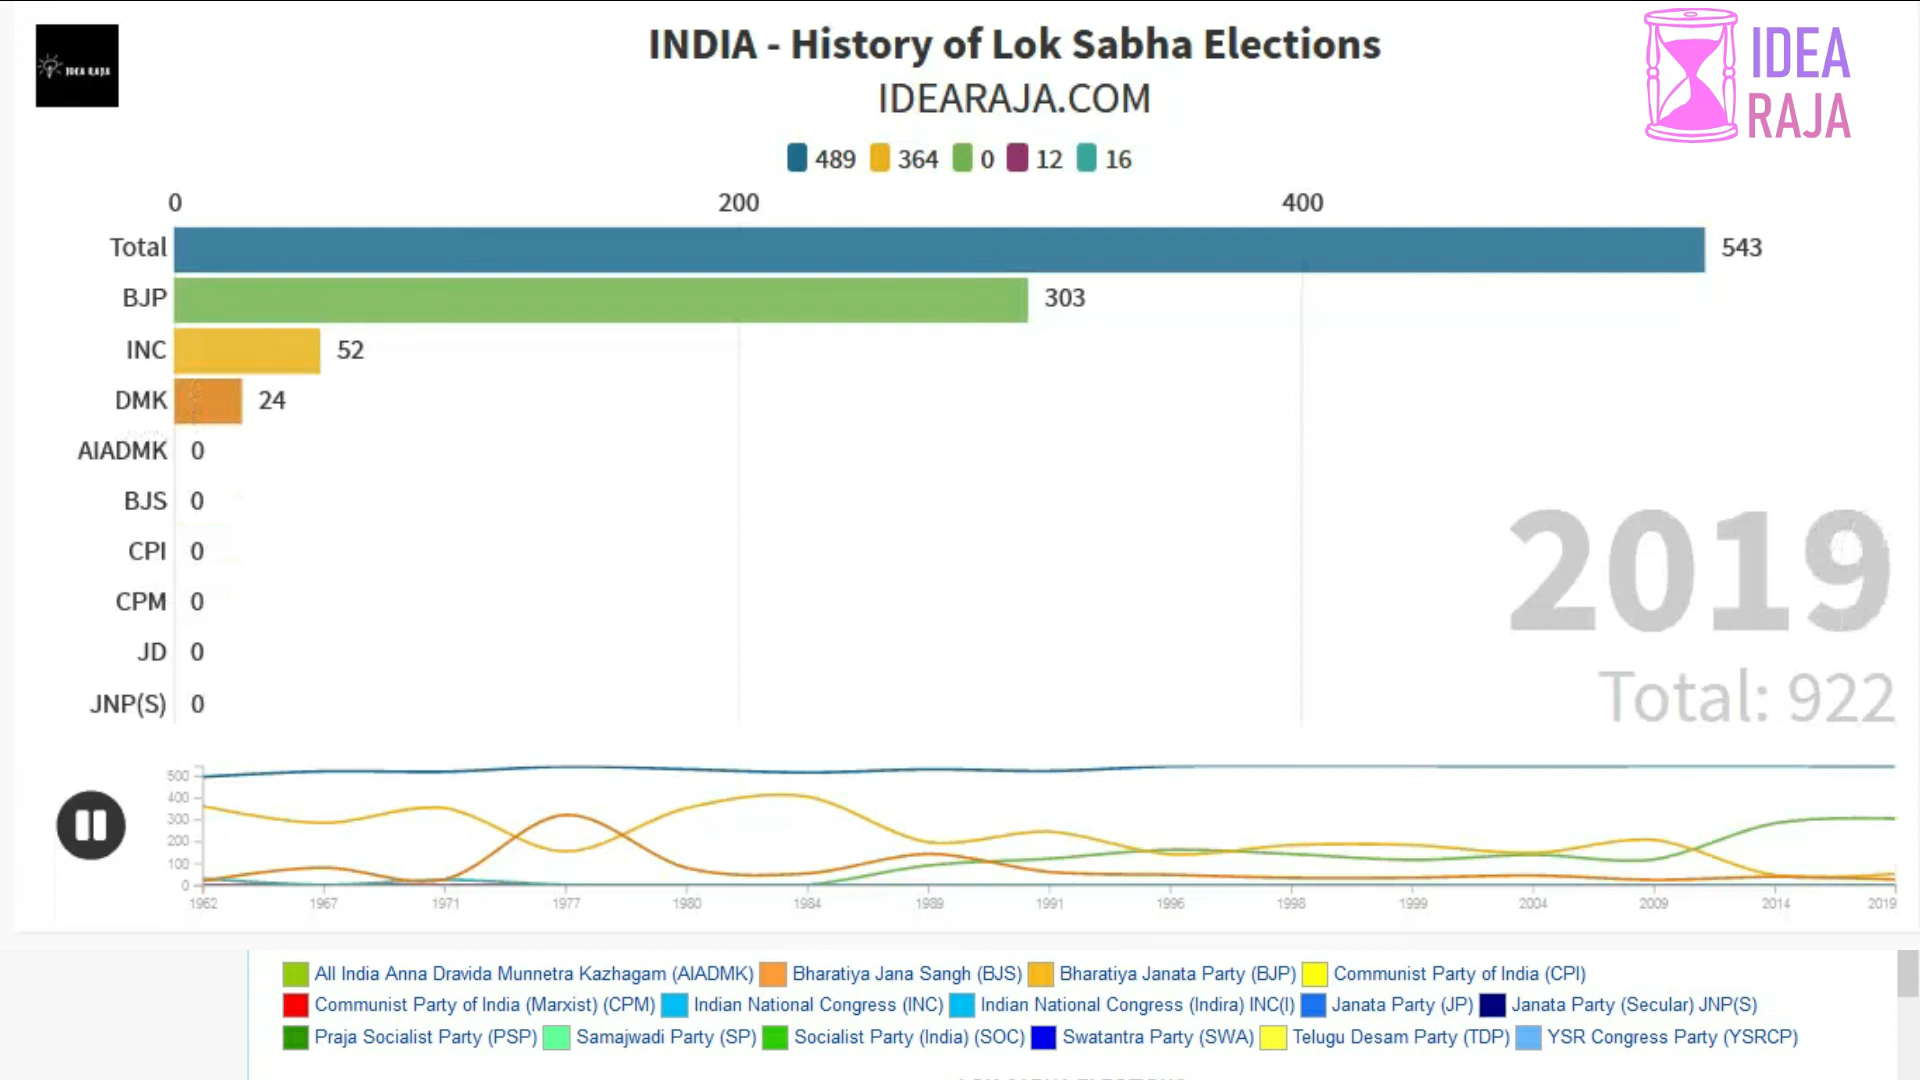 IDEA RAJA
INDIA - History of Lok Sabha Elections
IDEARAJA.COM
IDEA
RAJA
489 364 0 12 16
0 200 400
Total 543
BJP 303
INC 52
DMK 24
AIADMK 0
BJS 0
CPI 0
CPM 0
JD 0
JNP(S) 0
2019
Total: 922
500
400
300
200
100
0
1962 1967 1971 1977 1980 1984 1989 1991 1996 1998 1999 2004 2009 2014 2019
All India Anna Dravida Munnetra Kazhagam (AIADMK) Bharatiya Jana Sangh (BJS) Bharatiya Janata Party (BJP) Communist Party of India (CPI)
Communist Party of India (Marxist) (CPM) Indian National Congress (INC) Indian National Congress (Indira) INC(I) Janata Party (JP) Janata Party (Secular) JNP(S)
Praja Socialist Party (PSP) Samajwadi Party (SP) Socialist Party (India) (SOC) Swatantra Party (SWA) Telugu Desam Party (TDP) YSR Congress Party (YSRCP)